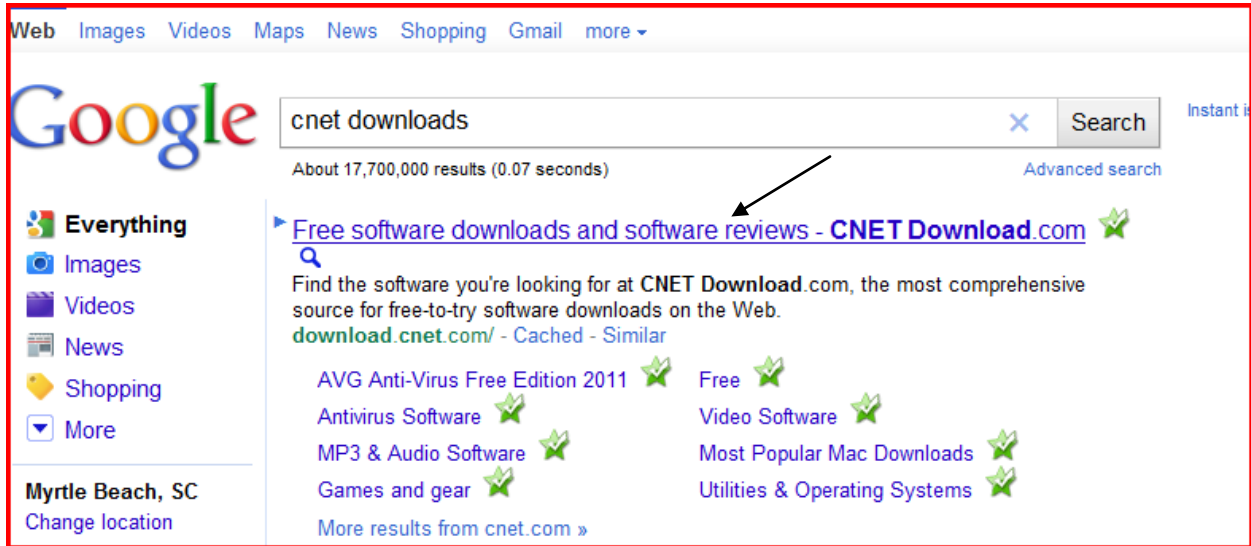 Web Images Videos Maps News Shopping Gmail more
Google
cnet downloads
Search
Instant
About 17,700,000 results (0.07 seconds)
Advanced search
Everything
Images
Videos
News
Shopping
More
Myrtle Beach, SC
Change location
Free software downloads and software reviews - CNET Download.com
Find the software you're looking for at CNET Download.com, the most comprehensive
source for free-to-try software downloads on the Web.
download.cnet.com/ - Cached - Similar
AVG Anti-Virus Free Edition 2011 Free
Antivirus Software Video Software
MP3 & Audio Software Most Popular Mac Downloads
Games and gear Utilities & Operating Systems
More results from cnet.com »